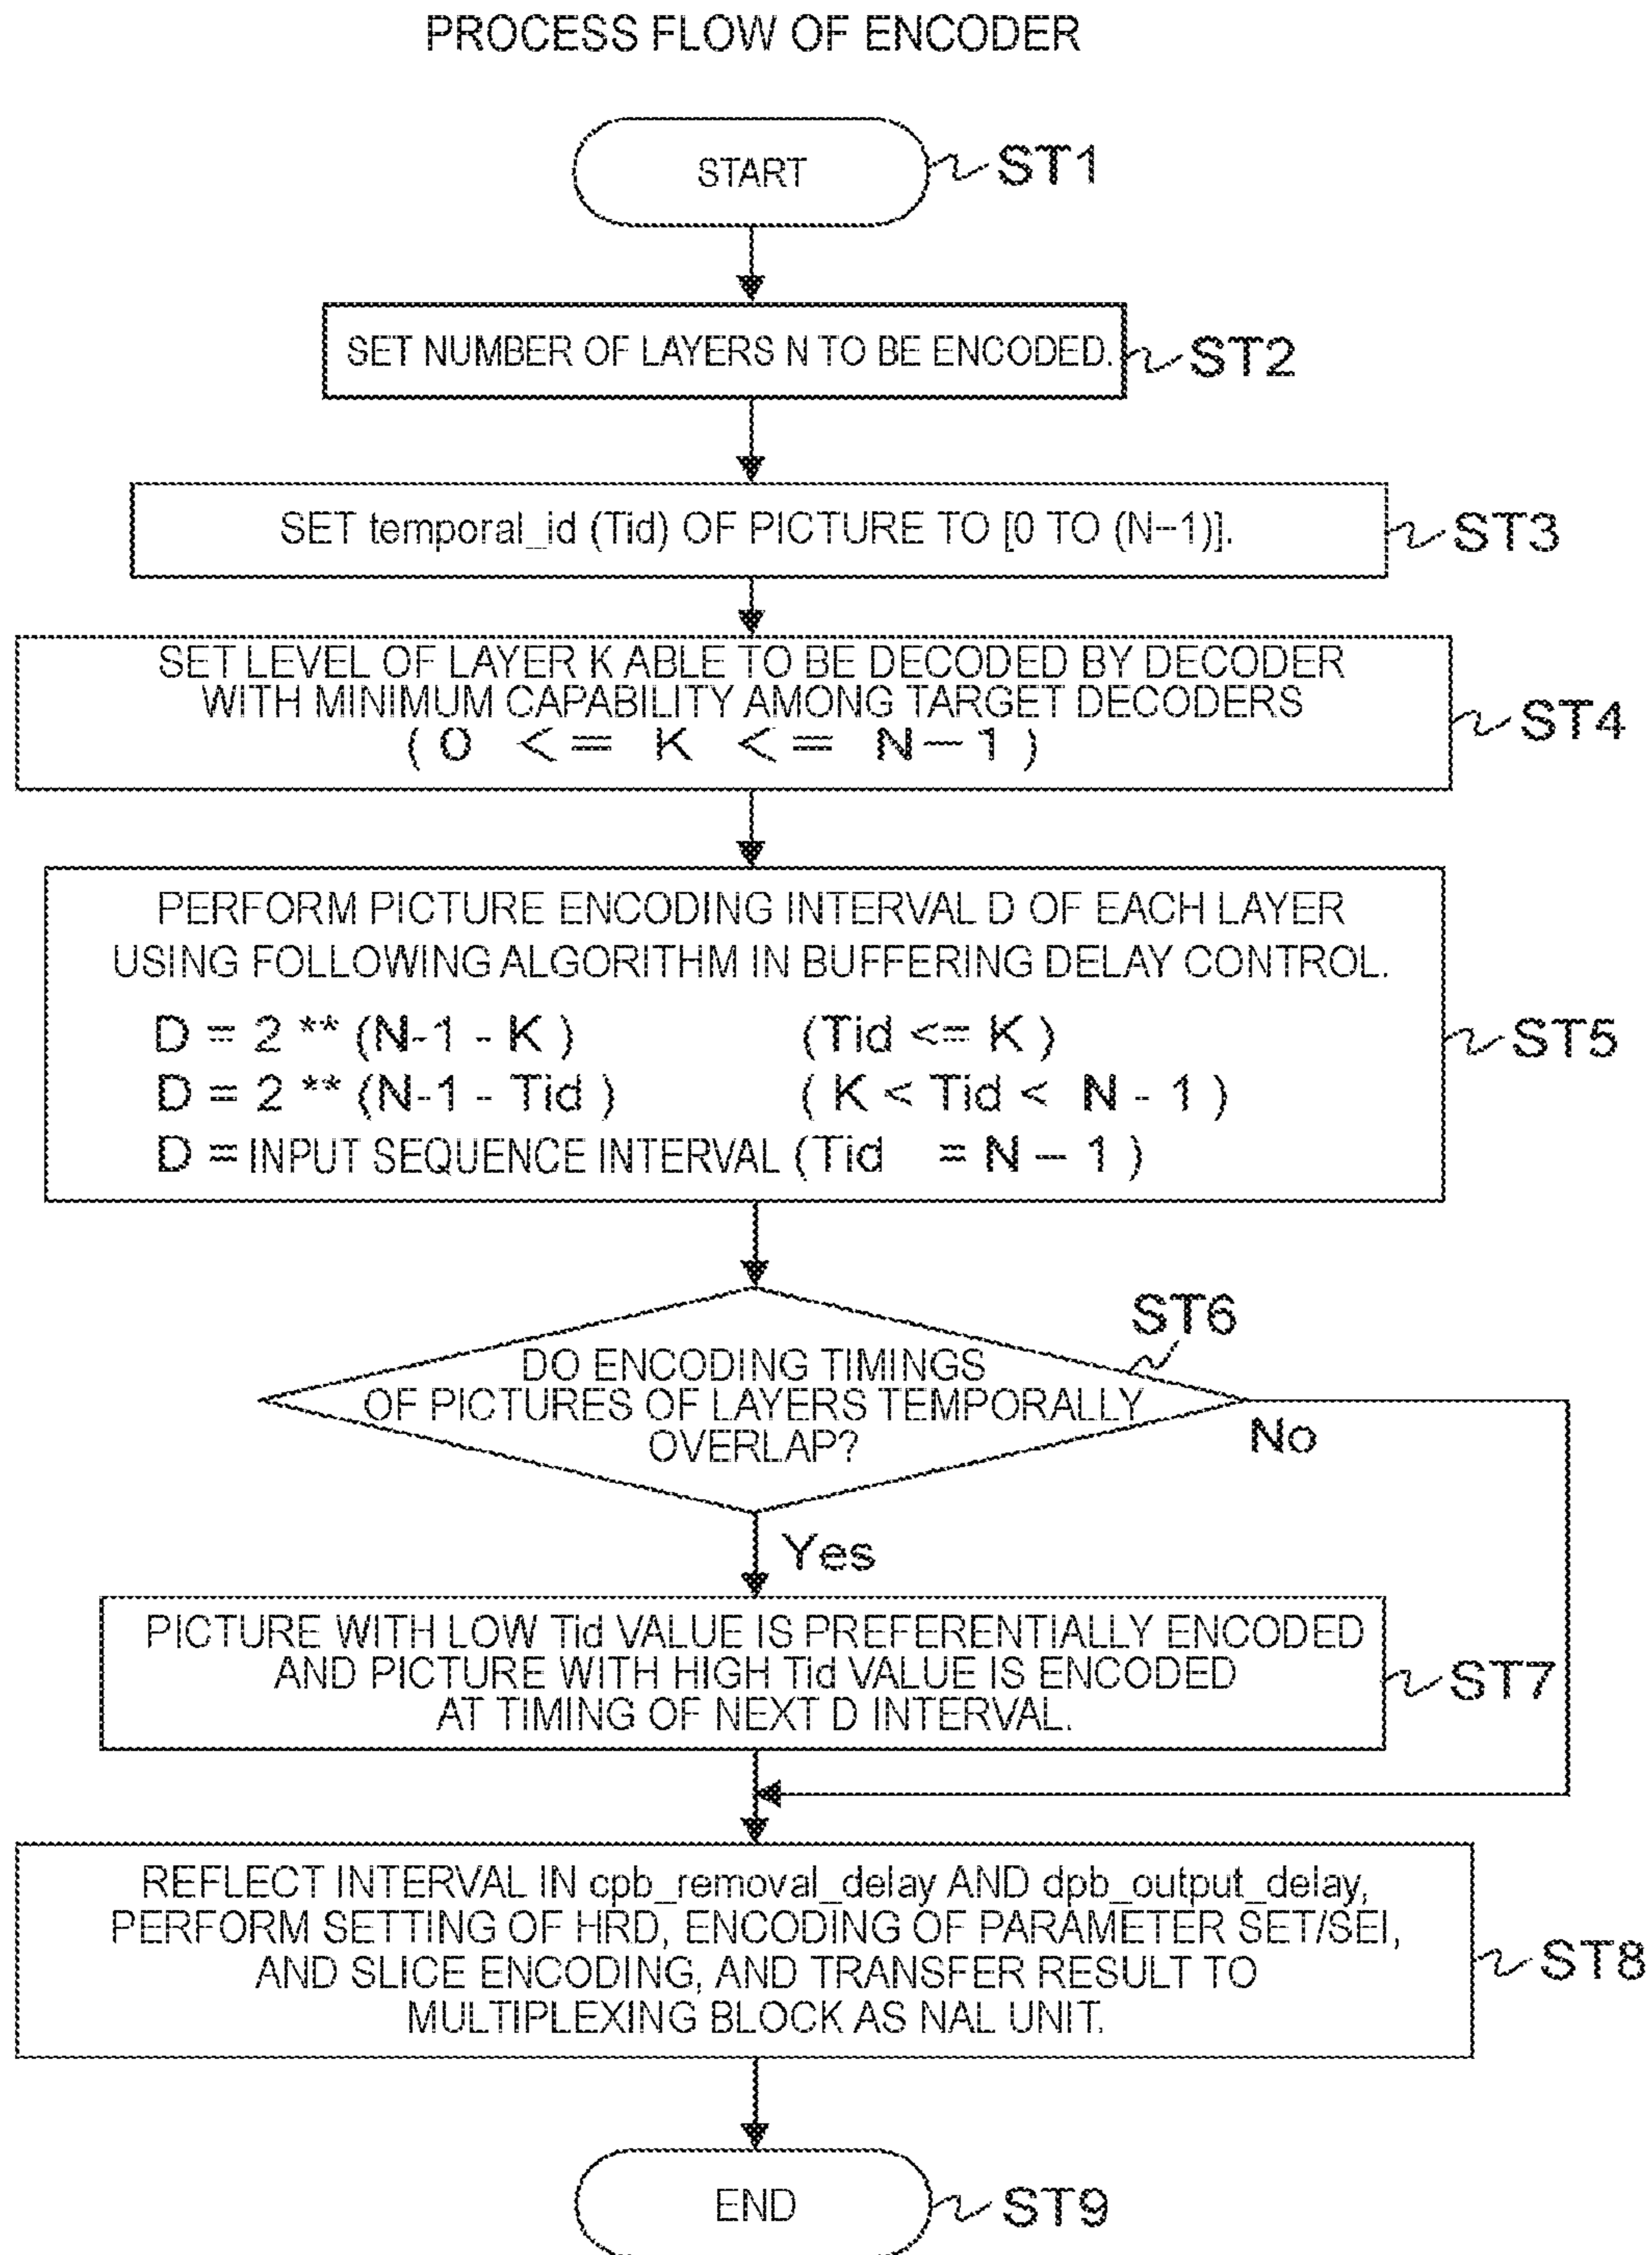 PROCESS FLOW OF ENCODER
START
ST1
SET NUMBER OF LAYERS N TO BE ENCODED.
ST2
SET temporal_id (Tid) OF PICTURE TO [0 TO (N–1)].
ST3
SET LEVEL OF LAYER K ABLE TO BE DECODED BY DECODER
WITH MINIMUM CAPABILITY AMONG TARGET DECODERS
( 0 <= K <= N–1 )
ST4
PERFORM PICTURE ENCODING INTERVAL D OF EACH LAYER
USING FOLLOWING ALGORITHM IN BUFFERING DELAY CONTROL.
D = 2 ** (N-1 - K ) (Tid <= K )
D = 2 ** (N-1 - Tid ) ( K < Tid < N - 1 )
D = INPUT SEQUENCE INTERVAL (Tid = N – 1 )
ST5
ST6
DO ENCODING TIMINGS
OF PICTURES OF LAYERS TEMPORALLY
OVERLAP?
No
Yes
PICTURE WITH LOW Tid VALUE IS PREFERENTIALLY ENCODED
AND PICTURE WITH HIGH Tid VALUE IS ENCODED
AT TIMING OF NEXT D INTERVAL.
ST7
REFLECT INTERVAL IN cpb_removal_delay AND dpb_output_delay,
PERFORM SETTING OF HRD, ENCODING OF PARAMETER SET/SEI,
AND SLICE ENCODING, AND TRANSFER RESULT TO
MULTIPLEXING BLOCK AS NAL UNIT.
ST8
END
ST9